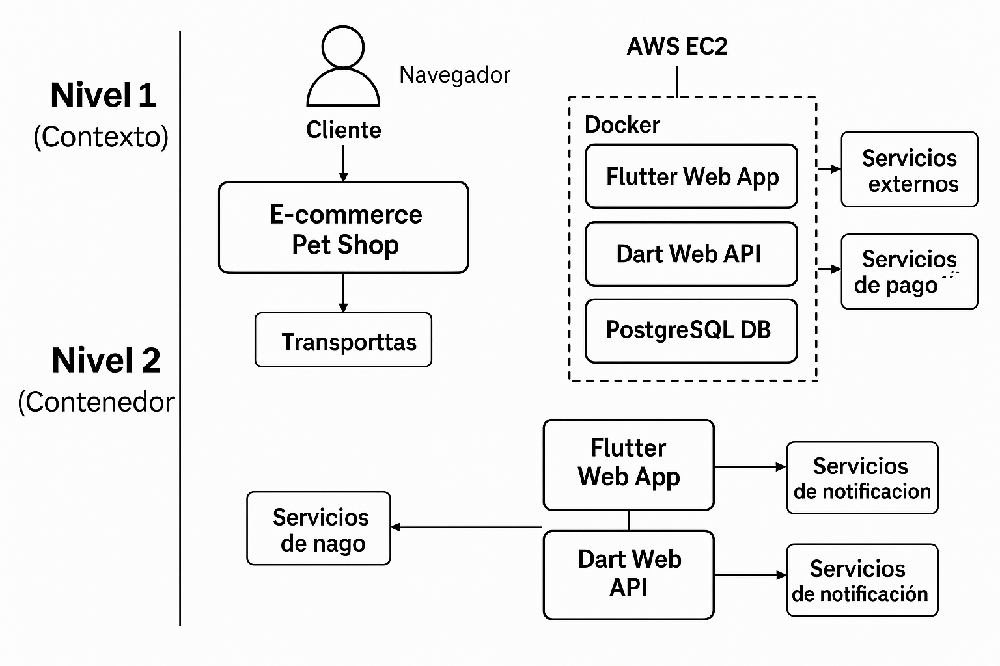 Nivel 1
(Contexto)
Navegador
Cliente
E-commerce
Pet Shop
Transporttas
AWS EC2
Docker
Flutter Web App
Dart Web API
PostgreSQL DB
Servicios
externos
Servicios
de pago
Nivel 2
(Contenedor
Flutter
Web App
Servicios
de notificacion
Servicios
de nago
Dart Web
API
Servicios
de notificación